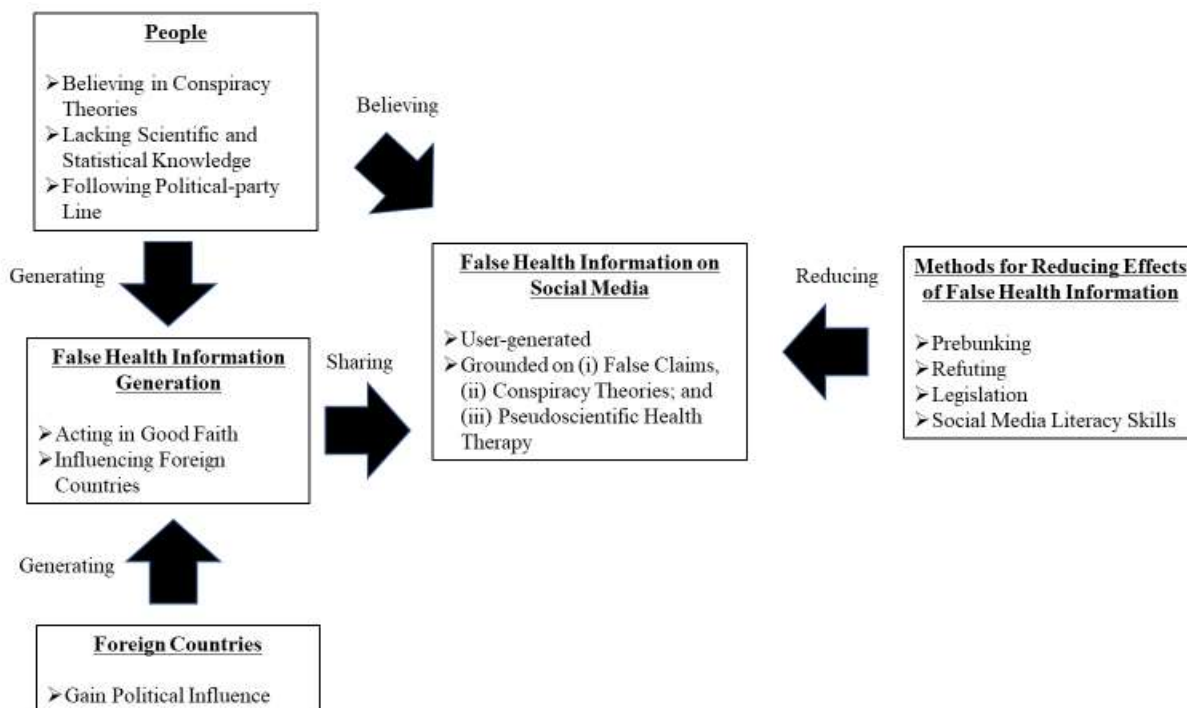 People
➢Believing in Conspiracy
Theories
➢Lacking Scientific and
Statistical Knowledge
➢Following Political-party
Line
Believing
Generating
False Health Information
Generation
➢Acting in Good Faith
➢Influencing Foreign
Countries
Sharing
False Health Information on
Social Media
➢User-generated
➢Grounded on (i) False Claims,
(ii) Conspiracy Theories; and
(iii) Pseudoscientific Health
Therapy
Reducing
Methods for Reducing Effects
of False Health Information
➢Prebunking
➢Refuting
➢Legislation
➢Social Media Literacy Skills
Generating
Foreign Countries
➢Gain Political Influence